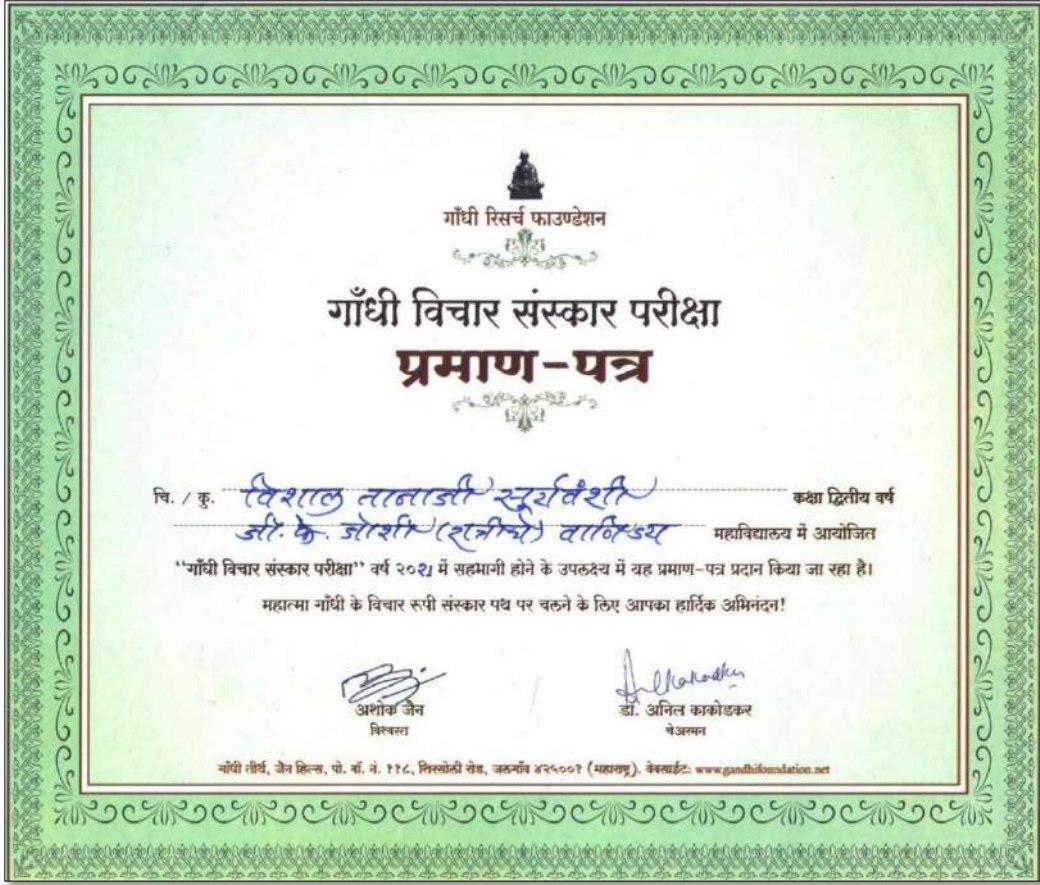 गाँधी रिसर्च फाउण्डेशन
गाँधी विचार संस्कार परीक्षा
प्रमाण-पत्र
चि. / कु. विशाल तानाजी सूर्यवंशी कक्षा द्वितीय वर्ष
जी. के. जोशी (रात्रीचे) वाणिज्य महाविद्यालय में आयोजित
‘‘गाँधी विचार संस्कार परीक्षा’’ वर्ष २०२१ में सहभागी होने के उपलक्ष्य में यह प्रमाण-पत्र प्रदान किया जा रहा है।
महात्मा गाँधी के विचार रूपी संस्कार पथ पर चलने के लिए आपका हार्दिक अभिनंदन!
अशोक जैन
डॉ. अनिल काकोडकर
विश्वस्त
चेअरमन
गाँधी तीर्थ, जैन हिल्स, पो. बॉ. नं. ११८, शिरसोली रोड, जलगाँव ४२५००१ (महाराष्ट्र). वेबसाईट: www.gandhifoundation.net